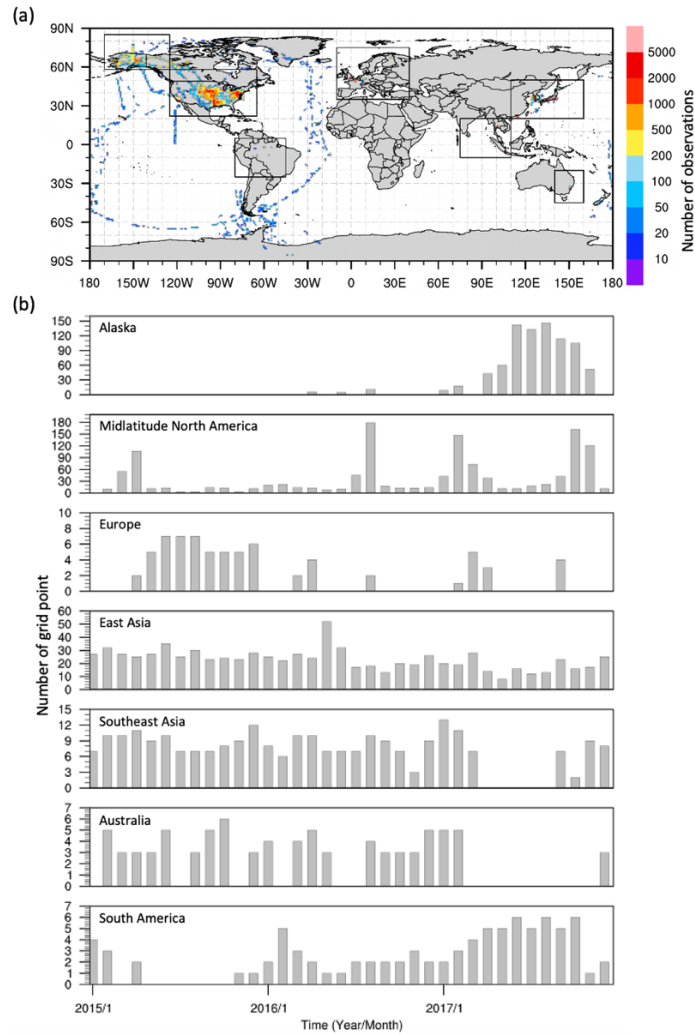 (a)
90N
60N
30N
0
30S
60S
90S
180 150W 120W 90W 60W 30W 0 30E 60E 90E 120E 150E 180
5000
2000
1000
500
200
100
50
20
10
Number of observations
(b)
Number of grid point
Alaska
150
120
90
60
30
0
Midlatitude North America
180
150
120
90
60
30
0
Europe
10
8
6
4
2
0
East Asia
60
50
40
30
20
10
0
Southeast Asia
15
12
9
6
3
0
Australia
7
6
5
4
3
2
1
0
South America
7
6
5
4
3
2
1
0
2015/1 2016/1 2017/1
Time (Year/Month)